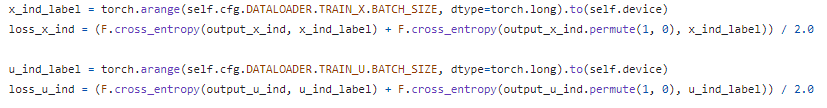 x_ind_label = torch.arange(self.cfg.DATALOADER.TRAIN_X.BATCH_SIZE, dtype=torch.long).to(self.device)
loss_x_ind = (F.cross_entropy(output_x_ind, x_ind_label) + F.cross_entropy(output_x_ind.permute(1, 0), x_ind_label)) / 2.0
u_ind_label = torch.arange(self.cfg.DATALOADER.TRAIN_U.BATCH_SIZE, dtype=torch.long).to(self.device)
loss_u_ind = (F.cross_entropy(output_u_ind, u_ind_label) + F.cross_entropy(output_u_ind.permute(1, 0), u_ind_label)) / 2.0